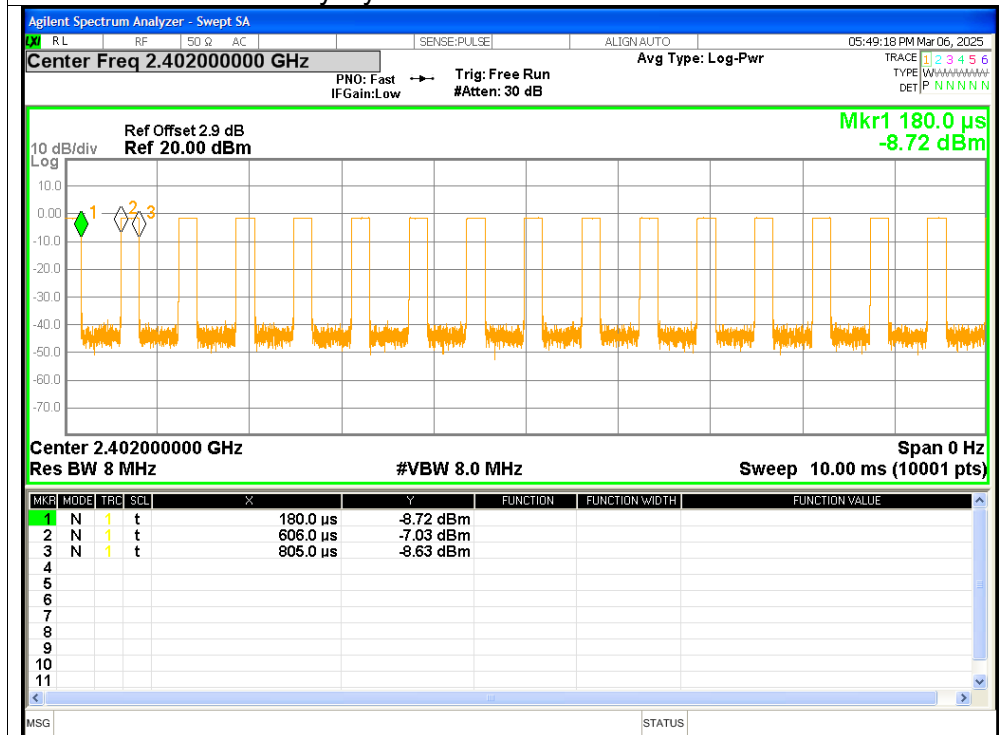 Agilent Spectrum Analyzer - Swept SA
LXI RL RF 50 Ω AC SENSE:PULSE ALIGN AUTO 05:49:18 PM Mar 06, 2025
Center Freq 2.402000000 GHz Avg Type: Log-Pwr TRACE 1 2 3 4 5 6
PNO: Fast Trig: Free Run TYPE W
IFGain:Low #Atten: 30 dB DET P N N N N N
Mkr1 180.0 µs
-8.72 dBm
Ref Offset 2.9 dB
10 dB/div Ref 20.00 dBm
Log
10.0
0.00
1 2 3
-10.0
-20.0
-30.0
-40.0
-50.0
-60.0
-70.0
Center 2.402000000 GHz Span 0 Hz
Res BW 8 MHz #VBW 8.0 MHz Sweep 10.00 ms (10001 pts)
MKR MODE TRC SCL X Y FUNCTION FUNCTION WIDTH FUNCTION VALUE
1 N 1 t 180.0 µs -8.72 dBm
2 N 1 t 606.0 µs -7.03 dBm
3 N 1 t 805.0 µs -8.63 dBm
4
5
6
7
8
9
10
11
MSG STATUS